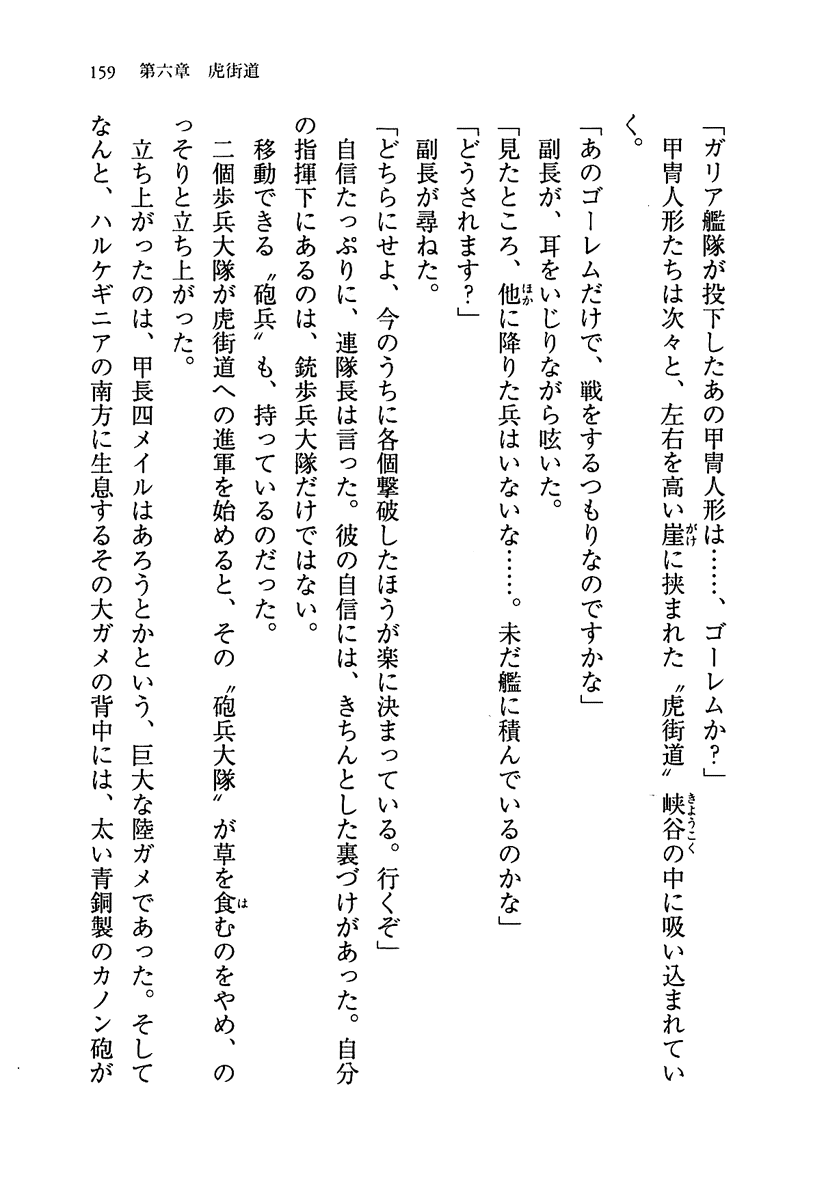 159　第六章　虎街道
「ガリア艦隊が投下したあの甲冑人形は……、ゴーレムか?」
甲冑人形たちは次々と、左右を高い崖に挟まれた〝虎街道〟峡谷の中に吸い込まれてい
く。
「あのゴーレムだけで、戦をするつもりなのですかな」
副長が、耳をいじりながら呟いた。
「見たところ、他に降りた兵はいないな……。未だ艦に積んでいるのかな」
「どうされます?」
副長が尋ねた。
「どちらにせよ、今のうちに各個撃破したほうが楽に決まっている。行くぞ」
自信たっぷりに、連隊長は言った。彼の自信には、きちんとした裏づけがあった。自分
の指揮下にあるのは、銃歩兵大隊だけではない。
移動できる〝砲兵〟も、持っているのだった。
二個歩兵大隊が虎街道への進軍を始めると、その〝砲兵大隊〟が草を食むのをやめ、の
っそりと立ち上がった。
立ち上がったのは、甲長四メイルはあろうとかという、巨大な陸ガメであった。そして
なんと、ハルケギニアの南方に生息するその大ガメの背中には、太い青銅製のカノン砲が